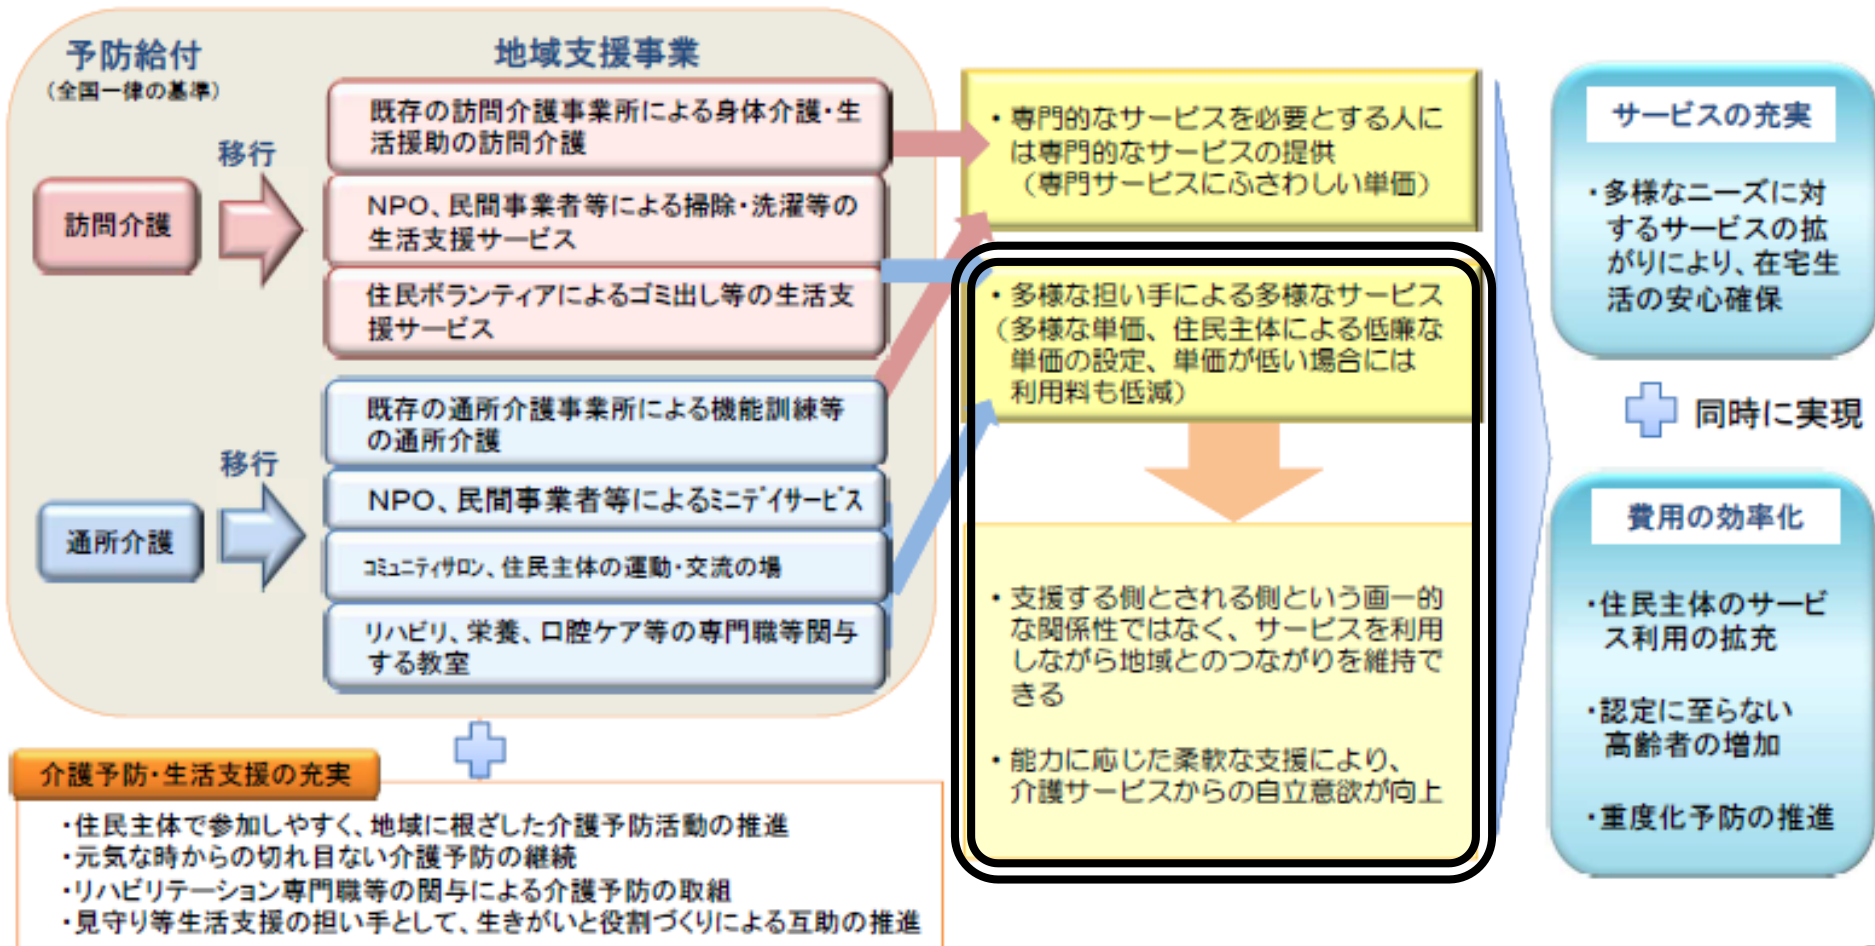 予防給付
(全国一律の基準)
地域支援事業
移行
訪問介護
既存の訪問介護事業所による身体介護・生
活援助の訪問介護
NPO、民間事業者等による掃除・洗濯等の
生活支援サービス
住民ボランティアによるゴミ出し等の生活支
援サービス
移行
通所介護
既存の通所介護事業所による機能訓練等
の通所介護
NPO、民間事業者等によるミニデイサービス
コミュニティサロン、住民主体の運動・交流の場
リハビリ、栄養、口腔ケア等の専門職等関与
する教室
介護予防・生活支援の充実
・住民主体で参加しやすく、地域に根ざした介護予防活動の推進
・元気な時からの切れ目ない介護予防の継続
・リハビリテーション専門職等の関与による介護予防の取組
・見守り等生活支援の担い手として、生きがいと役割づくりによる互助の推進
・専門的なサービスを必要とする人に
は専門的なサービスの提供
（専門サービスにふさわしい単価）
・多様な担い手による多様なサービス
（多様な単価、住民主体による低廉な
単価の設定、単価が低い場合には
利用料も低減）
・支援する側とされる側という画一的
な関係性ではなく、サービスを利用
しながら地域とのつながりを維持で
きる
・能力に応じた柔軟な支援により、
介護サービスからの自立意欲が向上
サービスの充実
・多様なニーズに対
するサービスの拡
がりにより、在宅生
活の安心確保
同時に実現
費用の効率化
・住民主体のサービ
ス利用の拡充
・認定に至らない
高齢者の増加
・重度化予防の推進